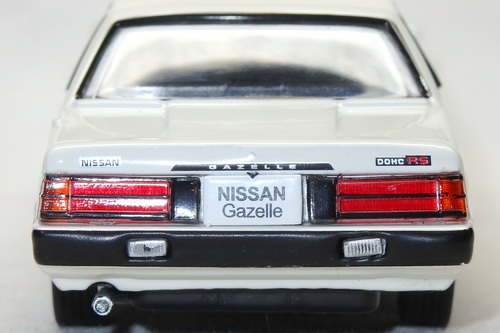 NISSAN
GAZELLE
DOHC RS
NISSAN
Gazelle